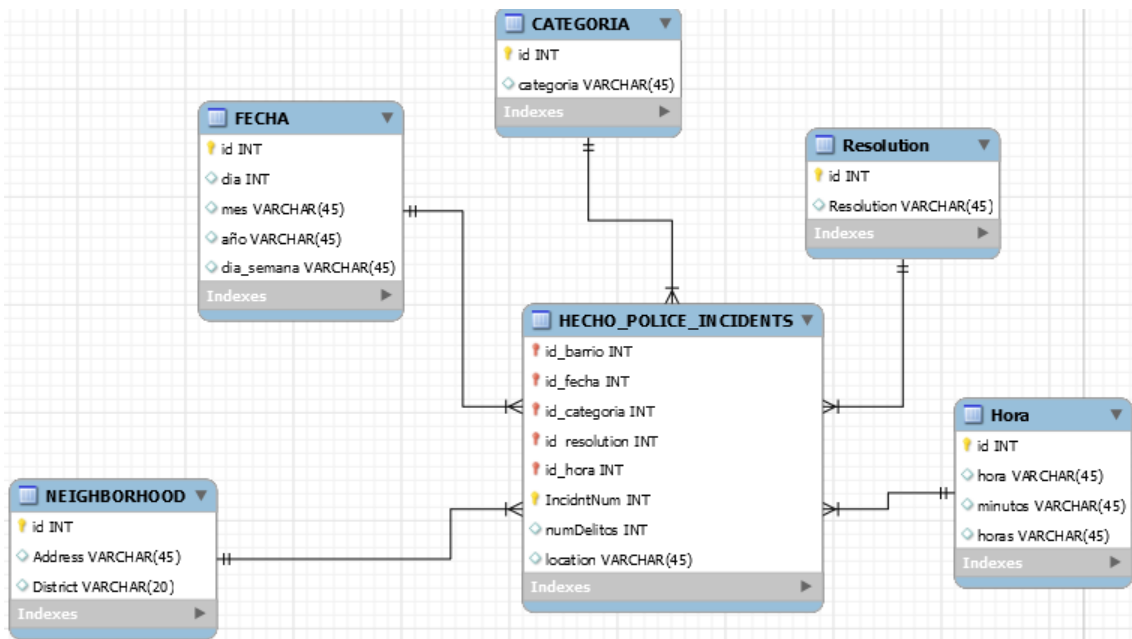 CATEGORIA
id INT
categoria VARCHAR(45)
Indexes
FECHA
id INT
dia INT
mes VARCHAR(45)
año VARCHAR(45)
dia_semana VARCHAR(45)
Indexes
Resolution
id INT
Resolution VARCHAR(45)
Indexes
HECHO_POLICE_INCIDENTS
id_barrio INT
id_fecha INT
id_categoria INT
id_resolution INT
id_hora INT
IncidntNum INT
numDelitos INT
location VARCHAR(45)
Indexes
Hora
id INT
hora VARCHAR(45)
minutos VARCHAR(45)
horas VARCHAR(45)
Indexes
NEIGHBORHOOD
id INT
Address VARCHAR(45)
District VARCHAR(20)
Indexes